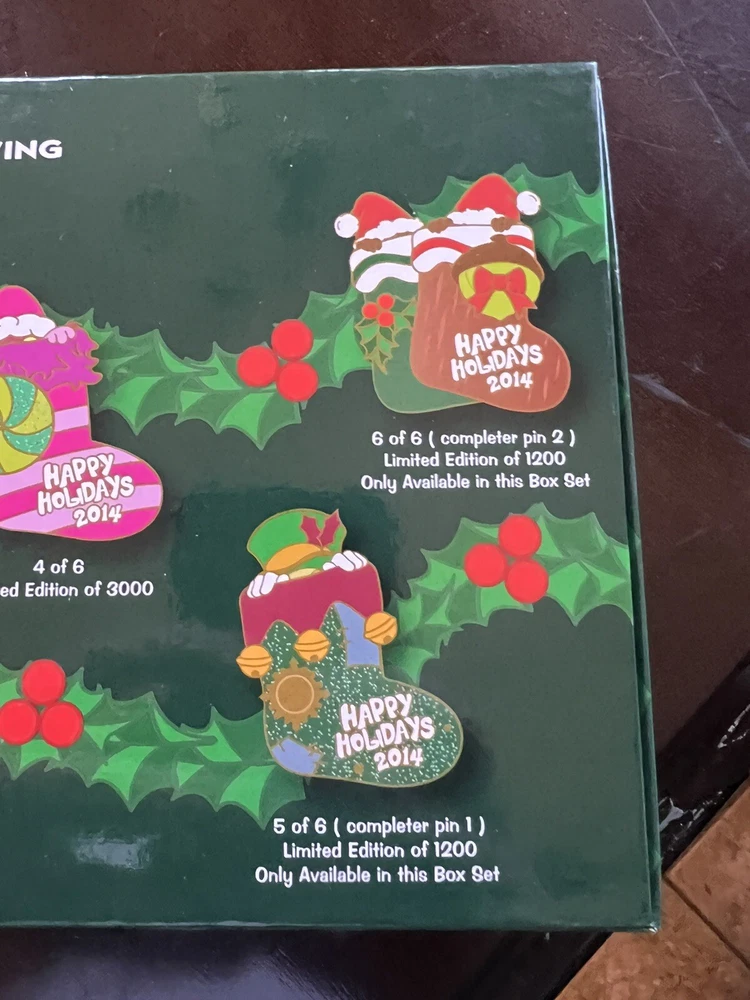 HAPPY
HOLIDAYS
2014
6 of 6 ( completer pin 2 )
Limited Edition of 1200
Only Available in this Box Set
HAPPY
HOLIDAYS
2014
4 of 6
Edition of 3000
HAPPY
HOLIDAYS
2014
5 of 6 ( completer pin 1 )
Limited Edition of 1200
Only Available in this Box Set